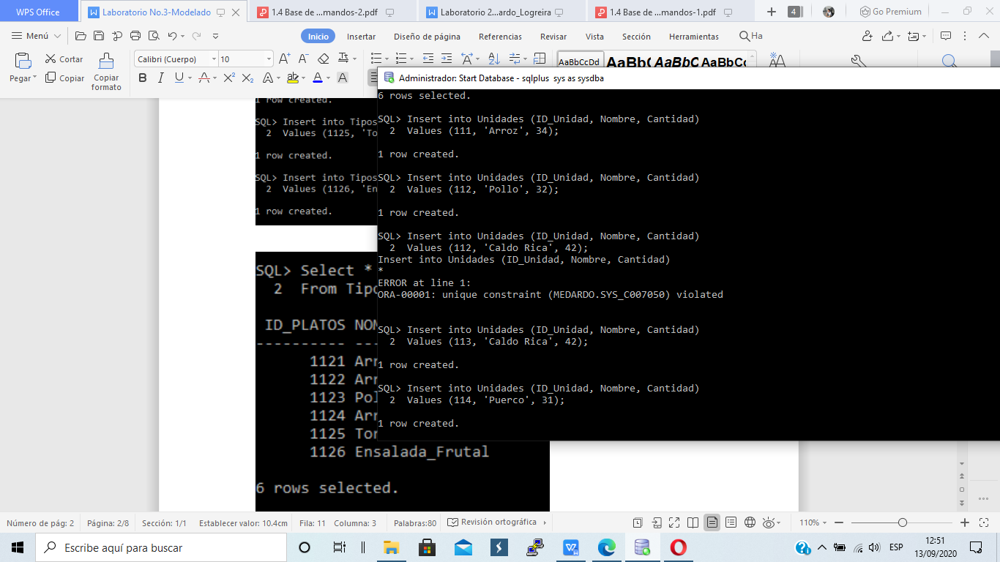 WPS Office
Laboratorio No.3-Modelado
1.4 Base de ...mandos-2.pdf
Laboratorio 2...ardo_Logreira
1.4 Base de ...mandos-1.pdf
4
Go Premium
Menú
Inicio
Insertar
Diseño de página
Referencias
Revisar
Vista
Sección
Herramientas
Ha
Pegar
Cortar
Copiar
Copiar formato
Calibri (Cuerpo)
10
AaBbCcDd
AaBb(
AaBbC
AaBbC(
1 row created.
SQL> Insert into Tipos
2 Values (1125, 'To
1 row created.
SQL> Insert into Tipos
2 Values (1126, 'En
1 row created.
SQL> Select *
2 From Tipo
ID_PLATOS NOM
---------- ---
1121 Arr
1122 Arr
1123 Pol
1124 Arr
1125 Tor
1126 Ensalada_Frutal
6 rows selected.
Administrador: Start Database - sqlplus sys as sysdba
6 rows selected.
SQL> Insert into Unidades (ID_Unidad, Nombre, Cantidad)
2 Values (111, 'Arroz', 34);
1 row created.
SQL> Insert into Unidades (ID_Unidad, Nombre, Cantidad)
2 Values (112, 'Pollo', 32);
1 row created.
SQL> Insert into Unidades (ID_Unidad, Nombre, Cantidad)
2 Values (112, 'Caldo Rica', 42);
Insert into Unidades (ID_Unidad, Nombre, Cantidad)
*
ERROR at line 1:
ORA-00001: unique constraint (MEDARDO.SYS_C007050) violated
SQL> Insert into Unidades (ID_Unidad, Nombre, Cantidad)
2 Values (113, 'Caldo Rica', 42);
1 row created.
SQL> Insert into Unidades (ID_Unidad, Nombre, Cantidad)
2 Values (114, 'Puerco', 31);
1 row created.
Número de pág: 2
Página: 2/8
Sección: 1/1
Establecer valor: 10.4cm
Fila: 11
Columna: 3
Palabras:80
Revisión ortográfica
110%
Escribe aquí para buscar
ESP
12:51
13/09/2020